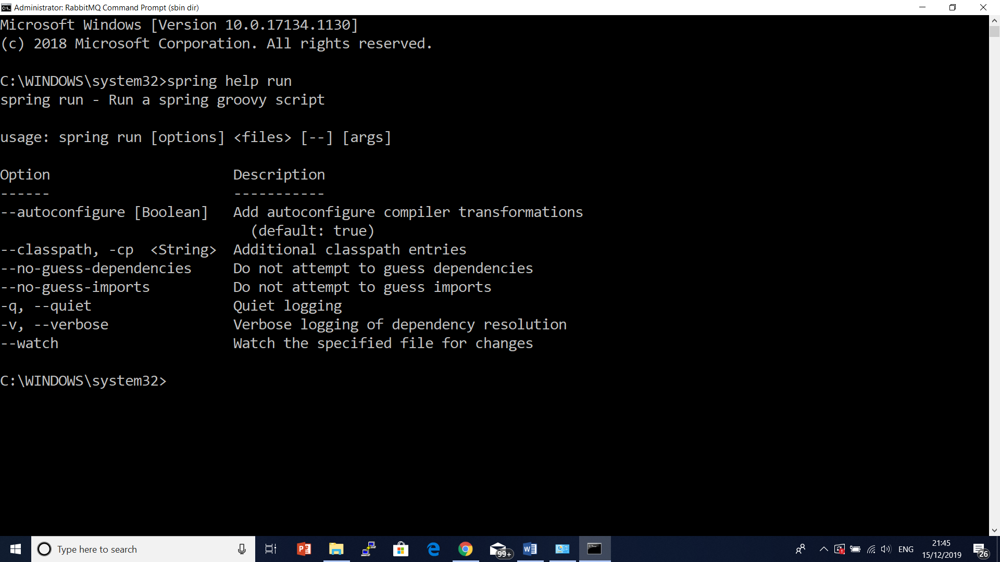 Administrator: RabbitMQ Command Prompt (sbin dir)
Microsoft Windows [Version 10.0.17134.1130]
(c) 2018 Microsoft Corporation. All rights reserved.
C:\WINDOWS\system32>spring help run
spring run - Run a spring groovy script
usage: spring run [options] <files> [--] [args]
Option Description
------ -----------
--autoconfigure [Boolean] Add autoconfigure compiler transformations
(default: true)
--classpath, -cp <String> Additional classpath entries
--no-guess-dependencies Do not attempt to guess dependencies
--no-guess-imports Do not attempt to guess imports
-q, --quiet Quiet logging
-v, --verbose Verbose logging of dependency resolution
--watch Watch the specified file for changes
C:\WINDOWS\system32>
Type here to search
99+
ENG
21:45
15/12/2019
26